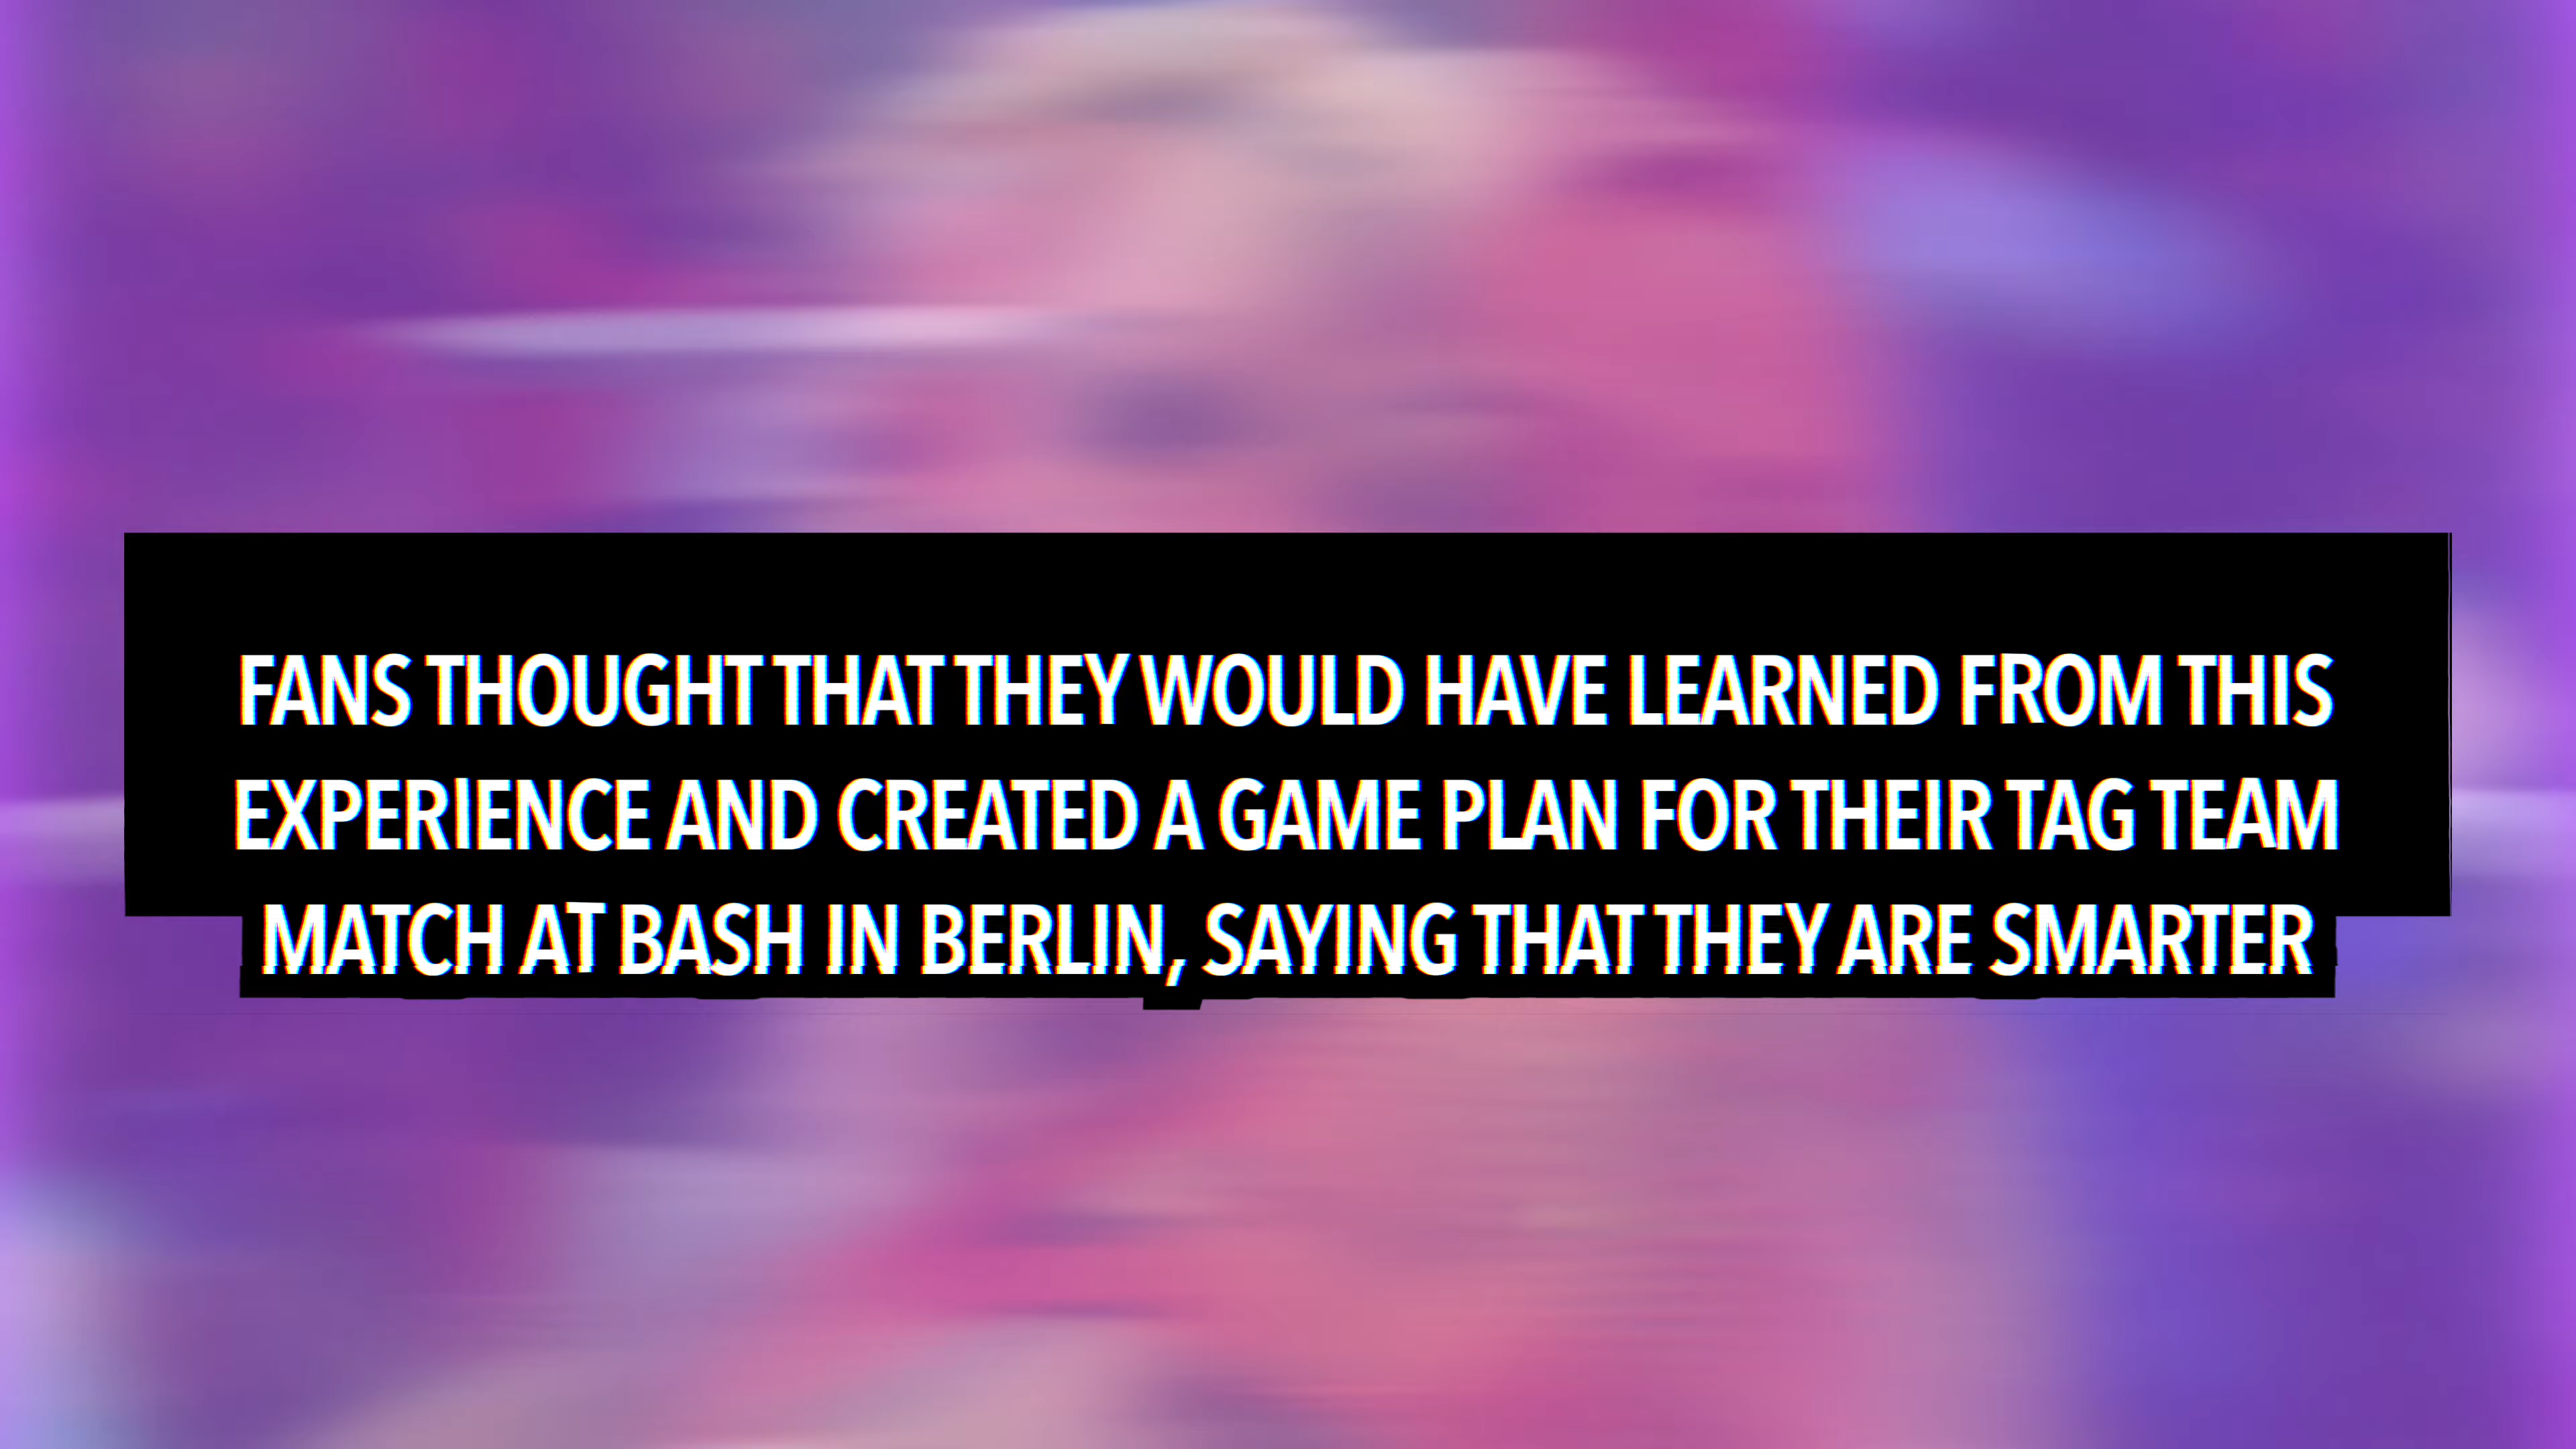 FANS THOUGHT THAT THEY WOULD HAVE LEARNED FROM THIS
EXPERIENCE AND CREATED A GAME PLAN FOR THEIR TAG TEAM
MATCH AT BASH IN BERLIN, SAYING THAT THEY ARE SMARTER